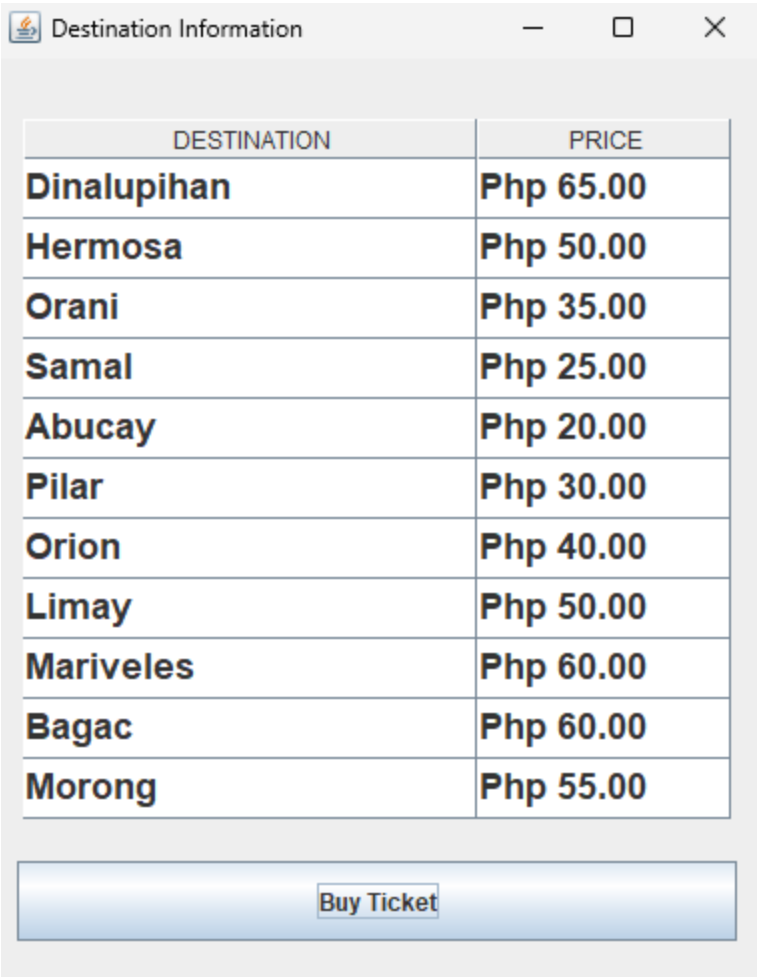 Destination Information
DESTINATION PRICE
Dinalupihan Php 65.00
Hermosa Php 50.00
Orani Php 35.00
Samal Php 25.00
Abucay Php 20.00
Pilar Php 30.00
Orion Php 40.00
Limay Php 50.00
Mariveles Php 60.00
Bagac Php 60.00
Morong Php 55.00
Buy Ticket